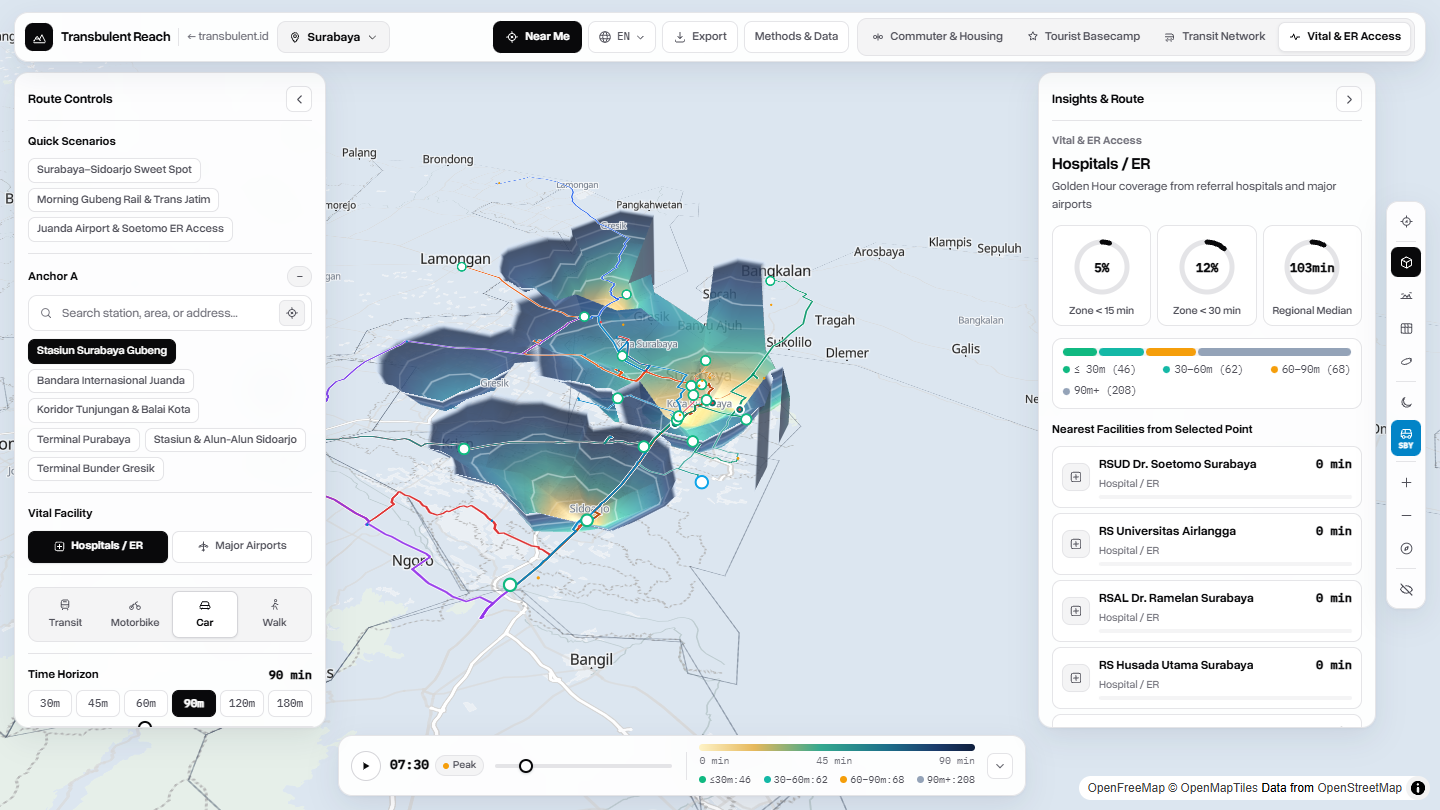 Transbulent Reach
← transbulent.id
Surabaya
Near Me
EN
Export
Methods & Data
Commuter & Housing
Tourist Basecamp
Transit Network
Vital & ER Access
Route Controls
Quick Scenarios
Surabaya–Sidoarjo Sweet Spot
Morning Gubeng Rail & Trans Jatim
Juanda Airport & Soetomo ER Access
Anchor A
Search station, area, or address...
Stasiun Surabaya Gubeng
Bandara Internasional Juanda
Koridor Tunjungan & Balai Kota
Terminal Purabaya
Stasiun & Alun-Alun Sidoarjo
Terminal Bunder Gresik
Vital Facility
Hospitals / ER
Major Airports
Transit
Motorbike
Car
Walk
Time Horizon
90 min
30m
45m
60m
90m
120m
180m
Palang
Brondong
Lamongan
morejo
Pangkahwetan
Gresik
Lamongan
gan
Bangkalan
Arosbaya
Klampis
Sepuluh
Socah
Gresik
Banyu Ajuh
Tragah
Bangkalan
Kota Surabaya
Sukolilo
Dlemer
Galis
Gresik
Sidoarjo
Ngoro
Bangil
07:30
Peak
0 min
45 min
90 min
≤30m:46
30–60m:62
60–90m:68
90m+:208
Insights & Route
Vital & ER Access
Hospitals / ER
Golden Hour coverage from referral hospitals and major
airports
5%
Zone < 15 min
12%
Zone < 30 min
103min
Regional Median
≤ 30m (46)
30–60m (62)
60–90m (68)
90m+ (208)
Nearest Facilities from Selected Point
RSUD Dr. Soetomo Surabaya
0 min
Hospital / ER
RS Universitas Airlangga
0 min
Hospital / ER
RSAL Dr. Ramelan Surabaya
0 min
Hospital / ER
RS Husada Utama Surabaya
0 min
Hospital / ER
SBY
OpenFreeMap © OpenMapTiles Data from OpenStreetMap